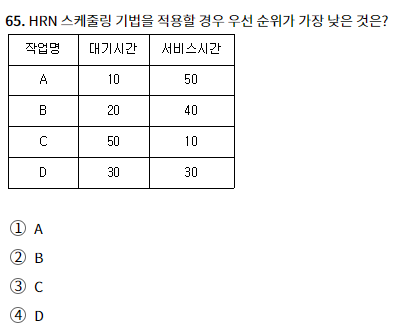 65. HRN 스케줄링 기법을 적용할 경우 우선 순위가 가장 낮은 것은?
작업명 대기시간 서비스시간
A 10 50
B 20 40
C 50 10
D 30 30
① A
② B
③ C
④ D